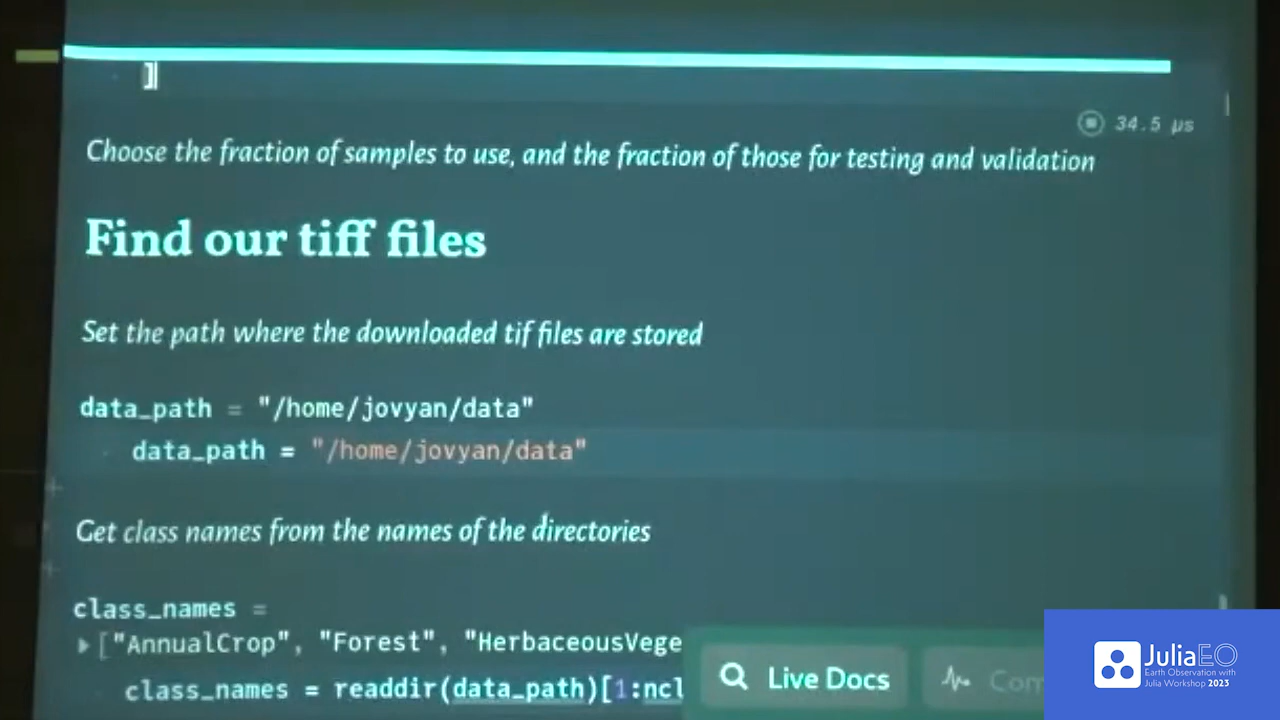 ]]
34.5 μs
Choose the fraction of samples to use, and the fraction of those for testing and validation
Find our tiff files
Set the path where the downloaded tif files are stored
data_path = "/home/jovyan/data"
data_path = "/home/jovyan/data"
Get class names from the names of the directories
class_names =
["AnnualCrop", "Forest", "HerbaceousVege
class_names = readdir(data_path)[1:ncl
Live Docs
Com
JuliaEO
Earth Observation with
Julia Workshop 2023